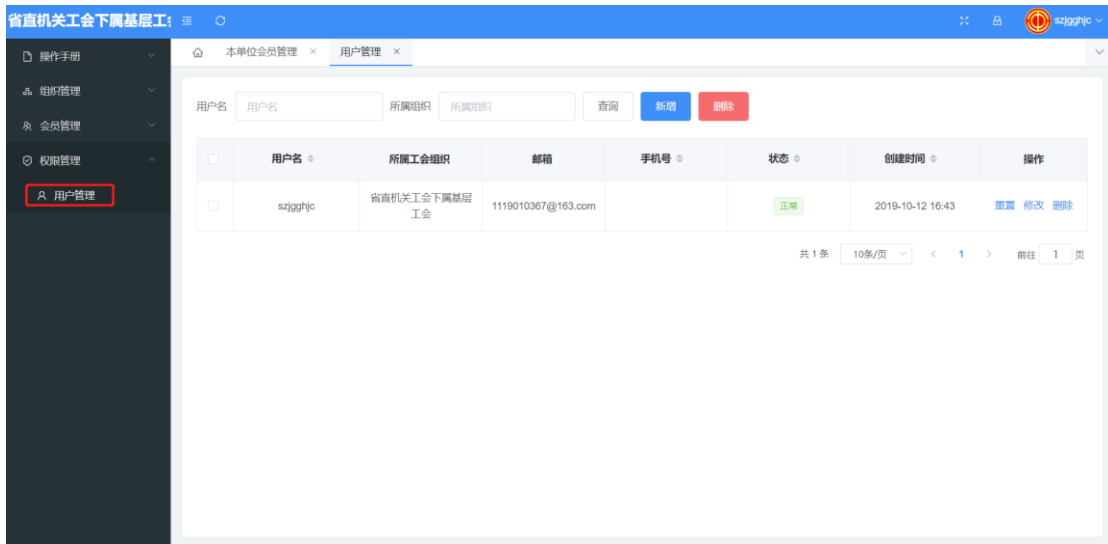 省直机关工会下属基层工会
szjgghjc
操作手册
组织管理
会员管理
权限管理
用户管理
本单位会员管理 ×
用户管理 ×
用户名 用户名 所属组织 所属组织 查询 新增 删除
用户名 所属工会组织 邮箱 手机号 状态 创建时间 操作
szjgghjc 省直机关工会下属基层
工会 1119010367@163.com 正常 2019-10-12 16:43 重置 修改 删除
共 1 条 10条/页 < 1 > 前往 1 页